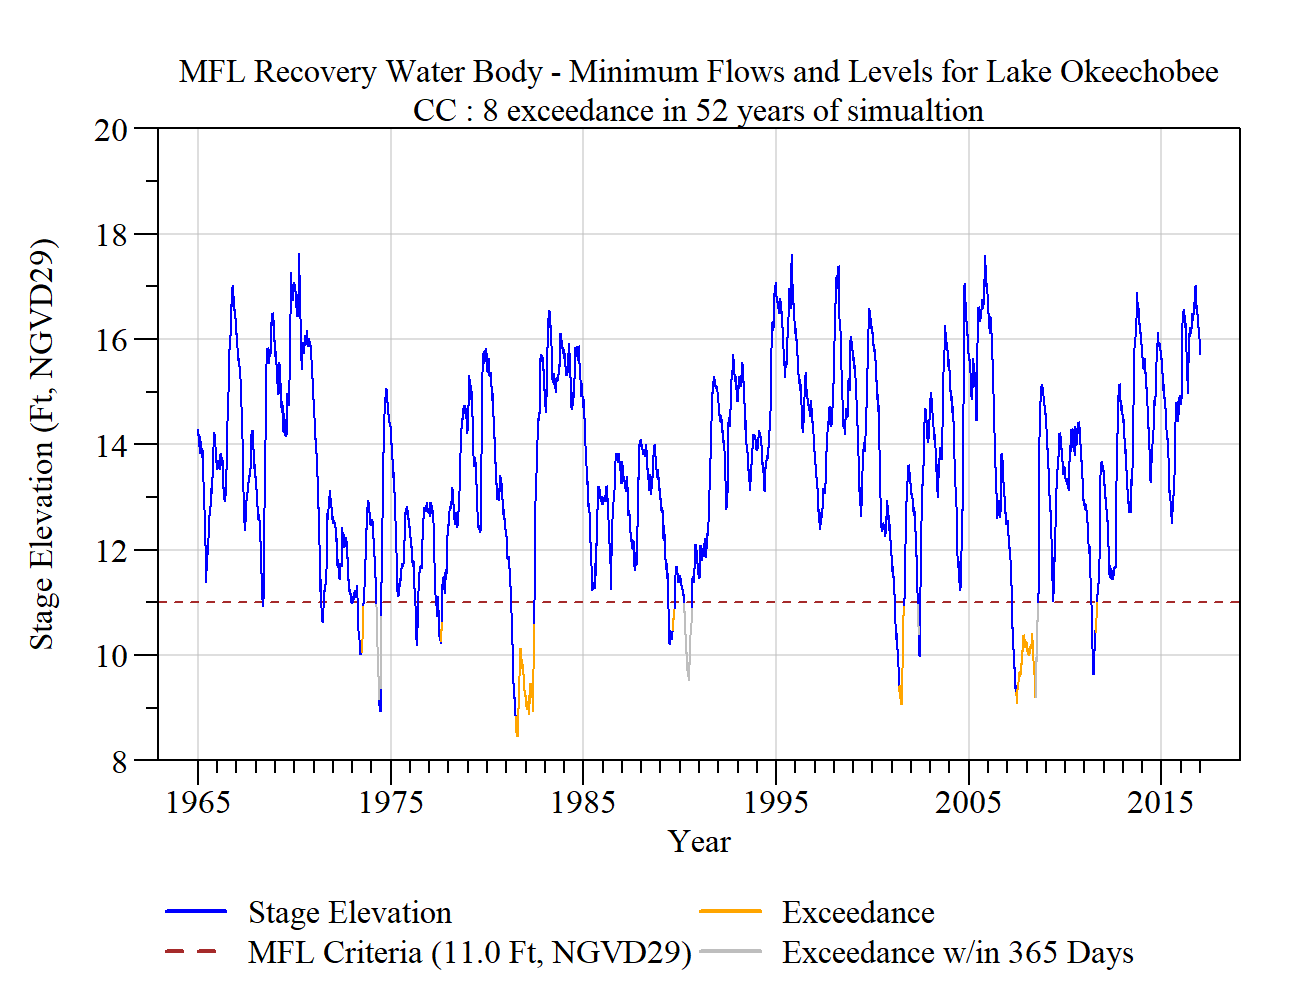 MFL Recovery Water Body - Minimum Flows and Levels for Lake Okeechobee
CC : 8 exceedance in 52 years of simualtion
Stage Elevation (Ft, NGVD29)
20
18
16
14
12
10
8
1965 1975 1985 1995 2005 2015
Year
Stage Elevation
MFL Criteria (11.0 Ft, NGVD29)
Exceedance
Exceedance w/in 365 Days